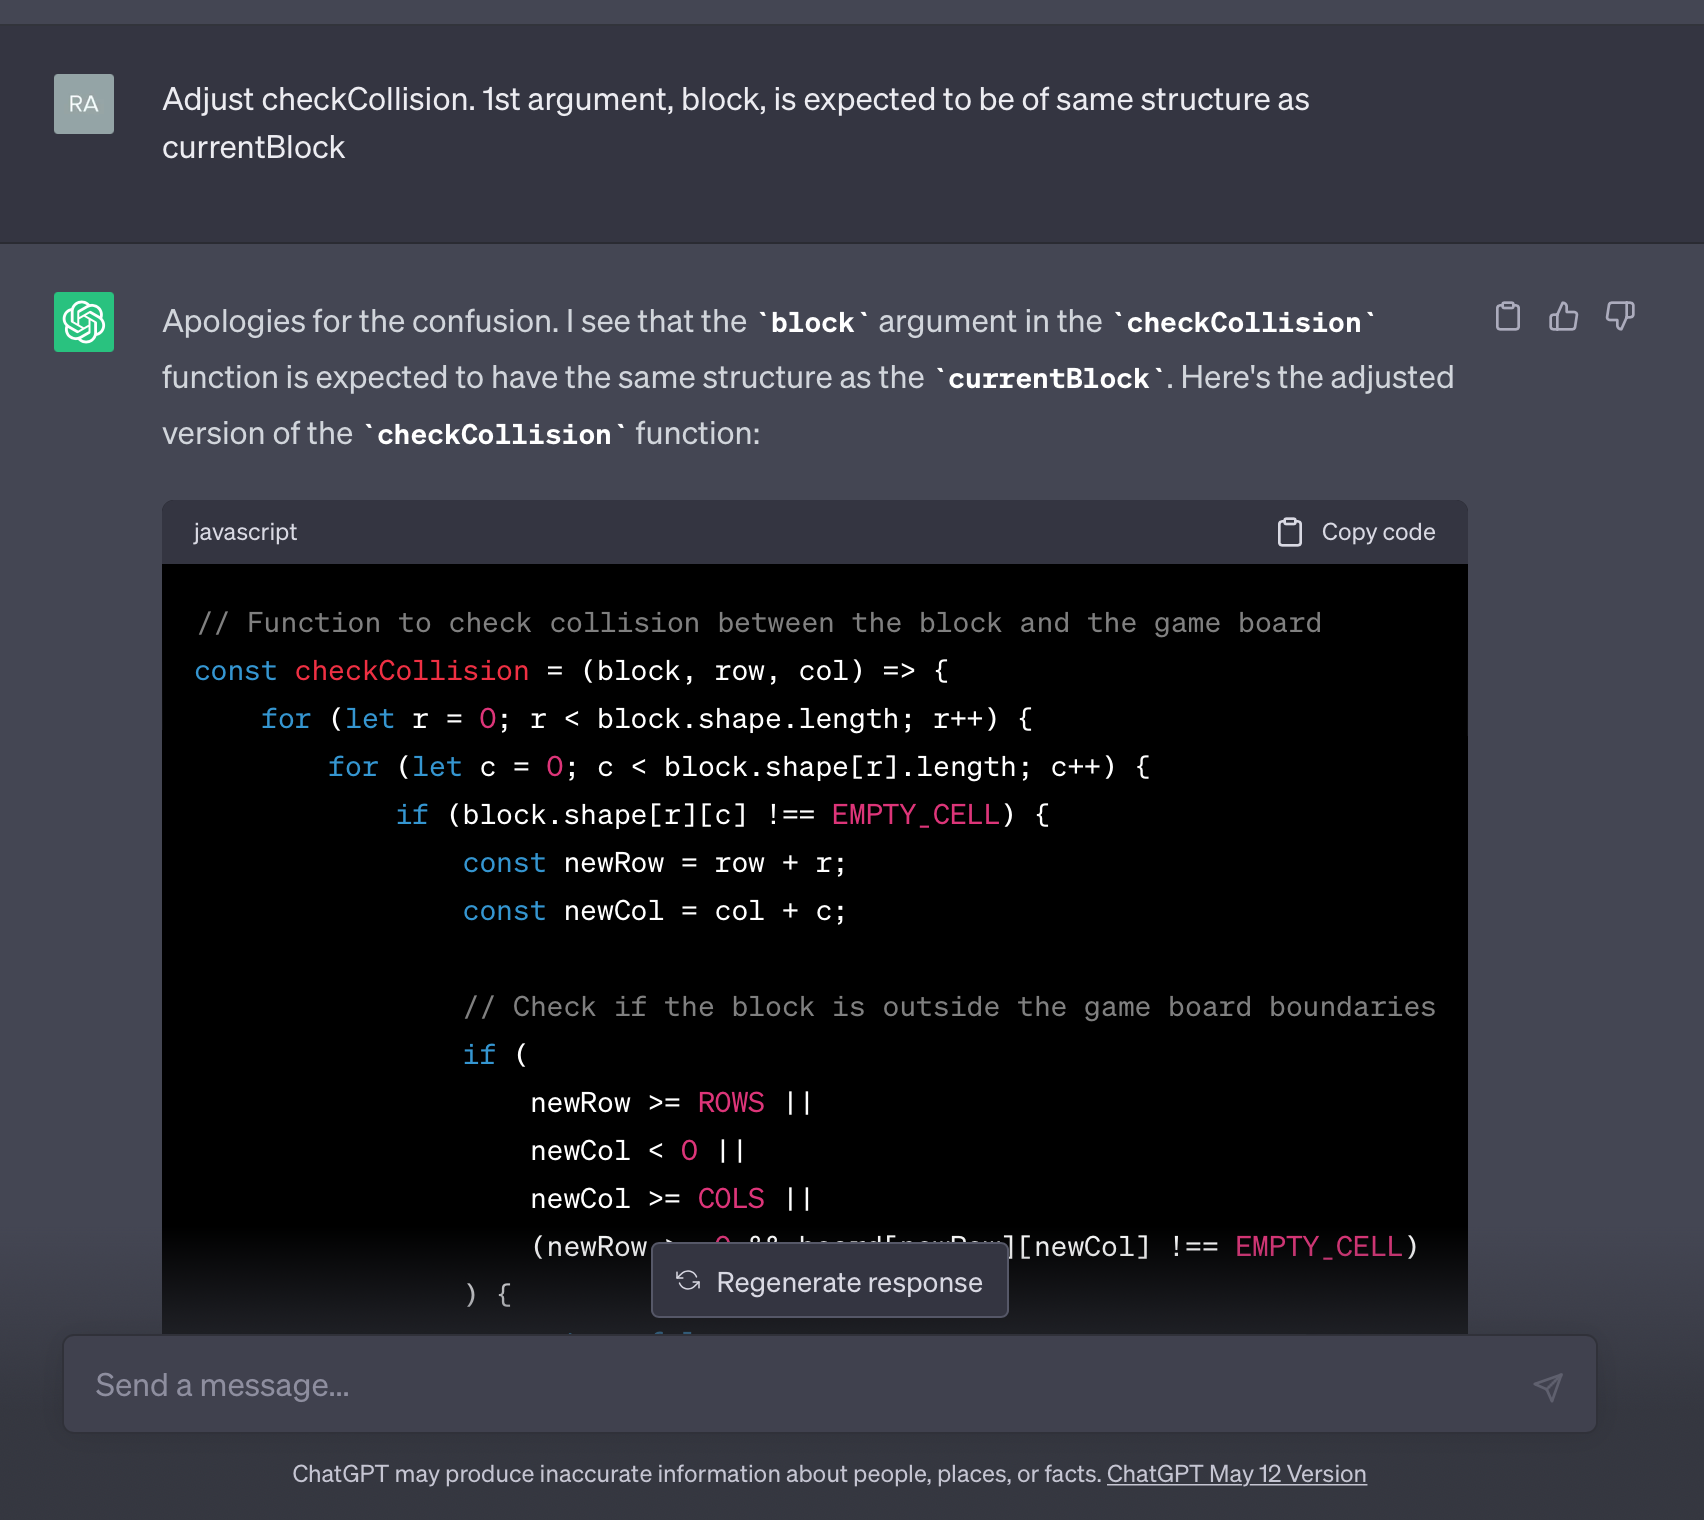 RA
Adjust checkCollision. 1st argument, block, is expected to be of same structure as
currentBlock
Apologies for the confusion. I see that the `block` argument in the `checkCollision`
function is expected to have the same structure as the `currentBlock`. Here's the adjusted
version of the `checkCollision` function:
javascript
Copy code
// Function to check collision between the block and the game board
const checkCollision = (block, row, col) => {
for (let r = 0; r < block.shape.length; r++) {
for (let c = 0; c < block.shape[r].length; c++) {
if (block.shape[r][c] !== EMPTY_CELL) {
const newRow = row + r;
const newCol = col + c;
// Check if the block is outside the game board boundaries
if (
newRow >= ROWS ||
newCol < 0 ||
newCol >= COLS ||
(newRow >= 0 && board[newRow][newCol] !== EMPTY_CELL)
) {
Regenerate response
Send a message...
ChatGPT may produce inaccurate information about people, places, or facts. ChatGPT May 12 Version